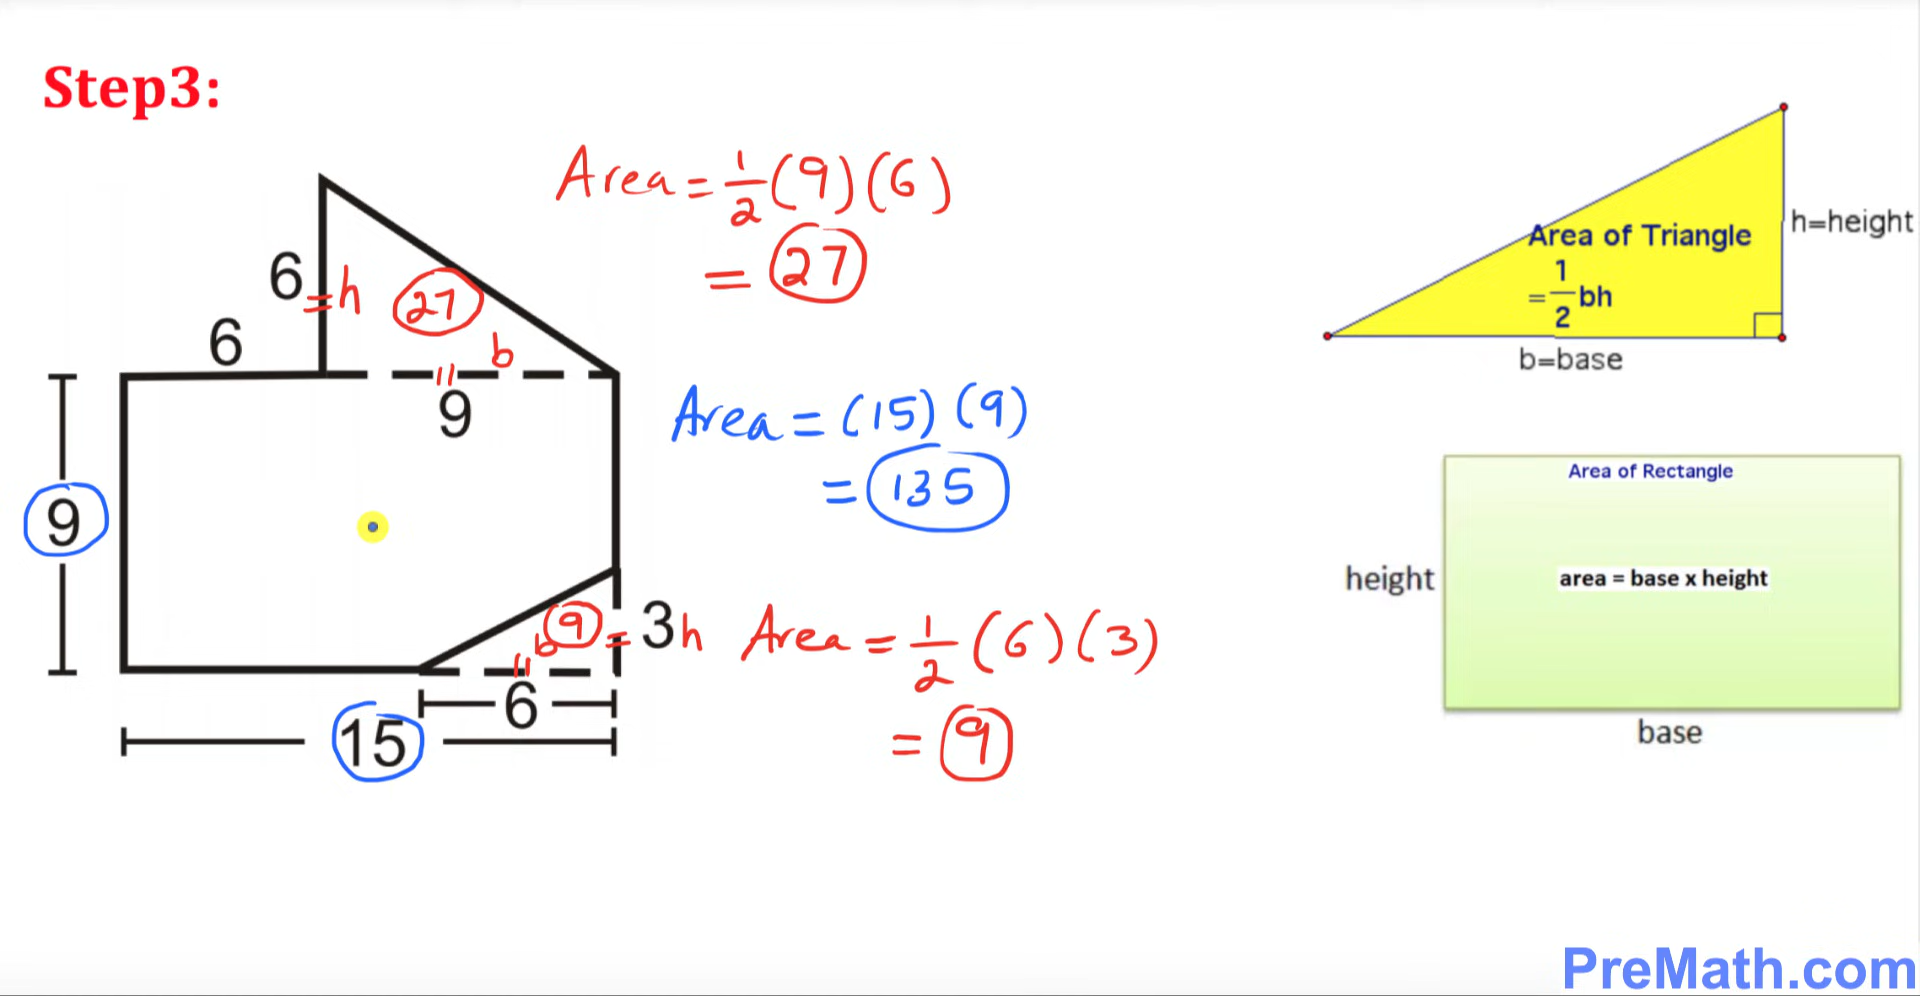 Step3:
Area = 1/2 (9)(6)
= 27
6 = h
27
6
b
"
9
Area = (15)(9)
= 135
9
9
= 3h
b
"
6
15
Area = 1/2 (6)(3)
= 9
Area of Triangle
= 1/2 bh
h=height
b=base
Area of Rectangle
height
area = base x height
base
PreMath.com